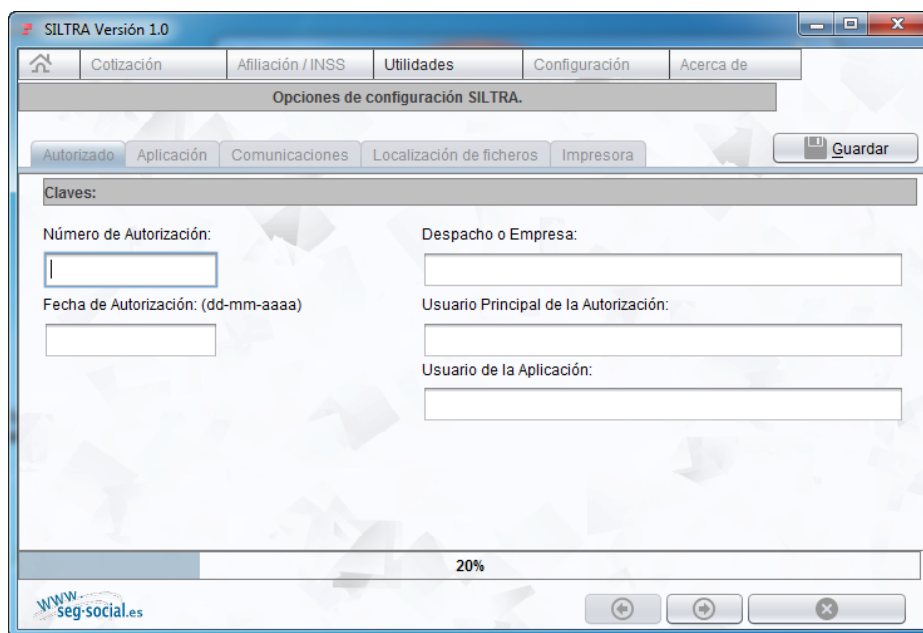 SILTRA Versión 1.0
Cotización Afiliación / INSS Utilidades Configuración Acerca de
Opciones de configuración SILTRA.
Autorizado Aplicación Comunicaciones Localización de ficheros Impresora Guardar
Claves:
Número de Autorización: Despacho o Empresa:
Fecha de Autorización: (dd-mm-aaaa) Usuario Principal de la Autorización:
Usuario de la Aplicación:
20%
www.
seg-social.es